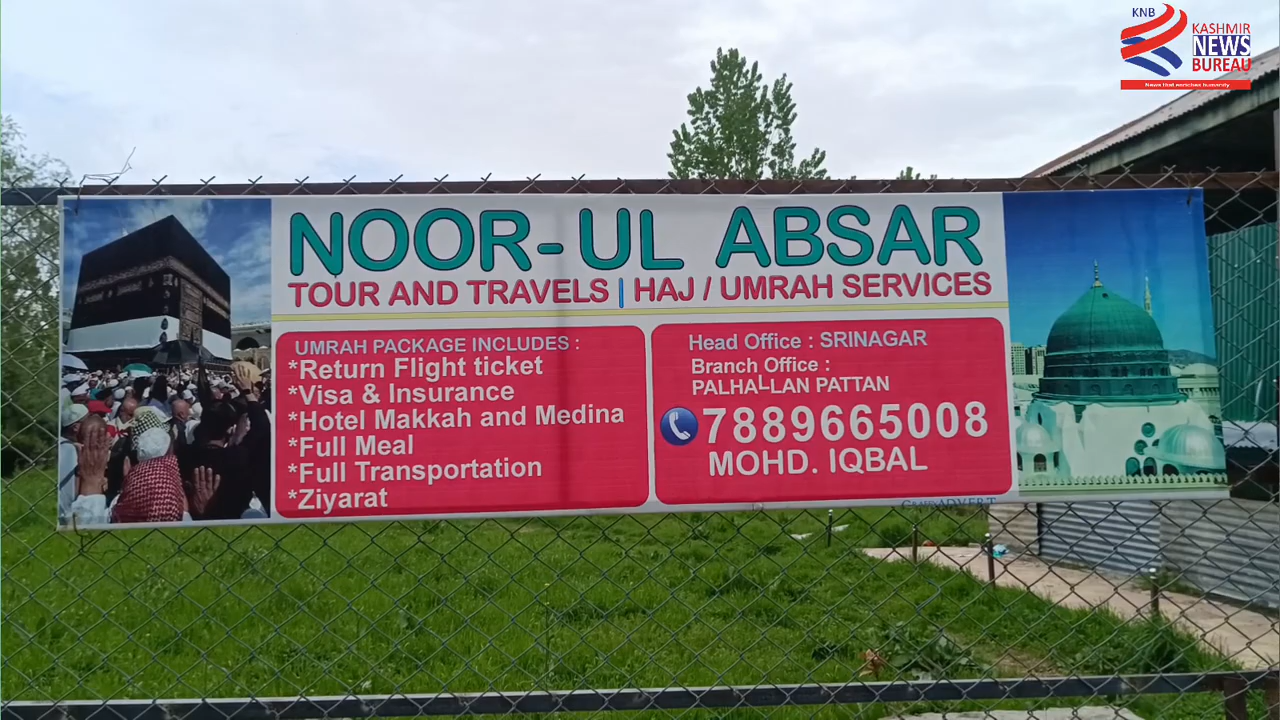 KNB
KASHMIR
NEWS
BUREAU
News that enriches humanity
NOOR-UL ABSAR
TOUR AND TRAVELS | HAJ / UMRAH SERVICES
UMRAH PACKAGE INCLUDES :
*Return Flight ticket
*Visa & Insurance
*Hotel Makkah and Medina
*Full Meal
*Full Transportation
*Ziyarat
Head Office : SRINAGAR
Branch Office :
PALHALLAN PATTAN
7889665008
MOHD. IQBAL
ADVERT